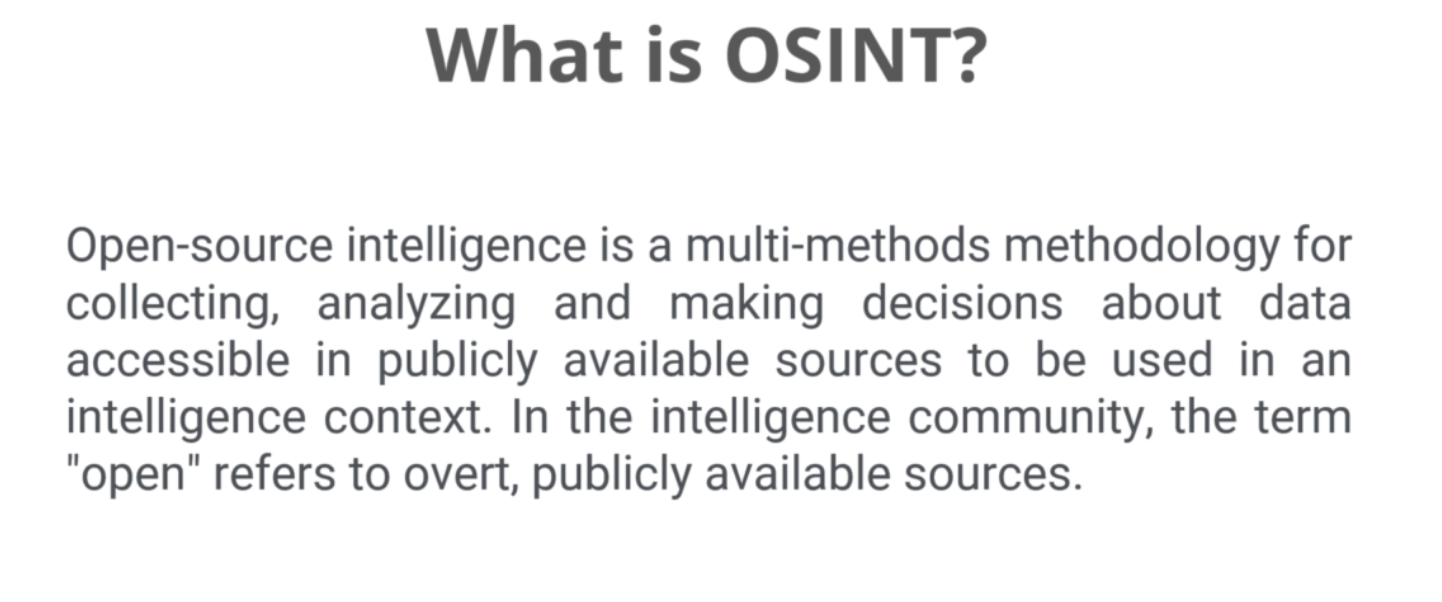 What is OSINT?
Open-source intelligence is a multi-methods methodology for
collecting, analyzing and making decisions about data
accessible in publicly available sources to be used in an
intelligence context. In the intelligence community, the term
"open" refers to overt, publicly available sources.